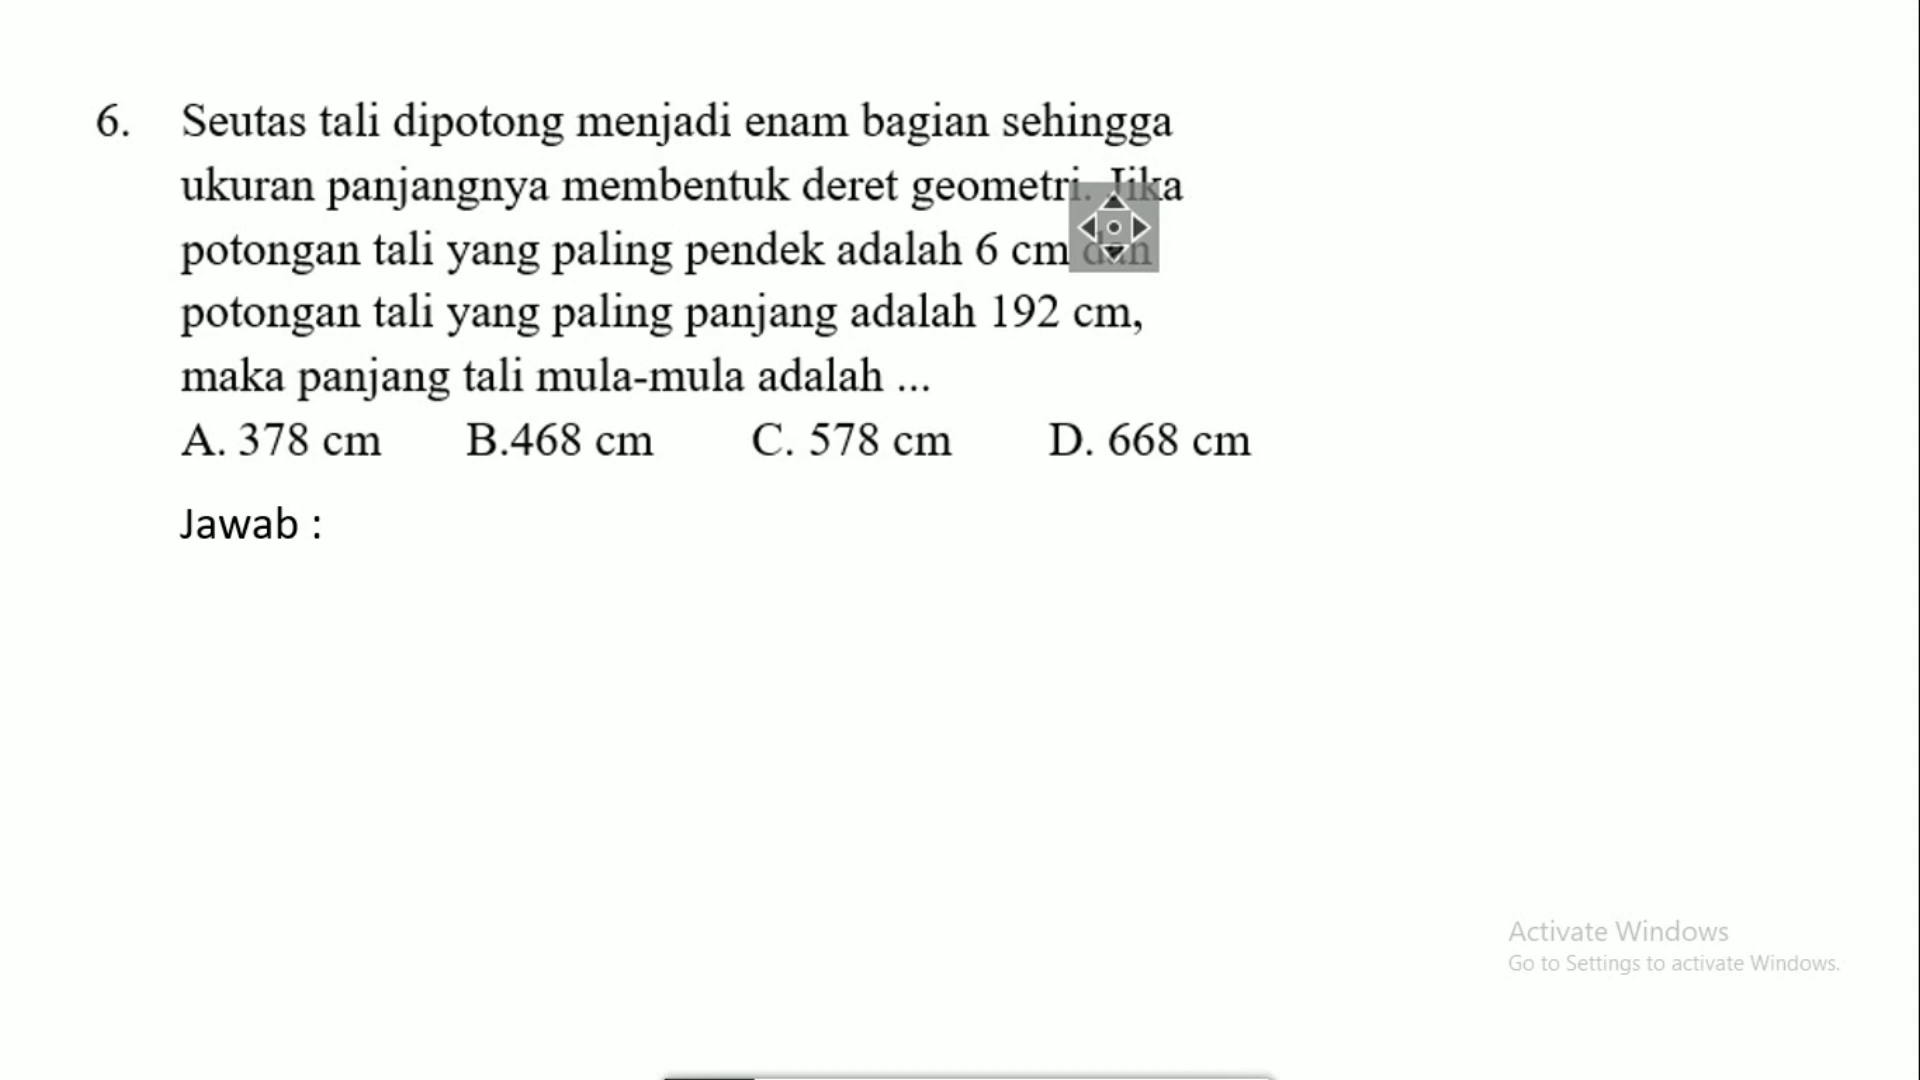 6. Seutas tali dipotong menjadi enam bagian sehingga
ukuran panjangnya membentuk deret geometri. Jika
potongan tali yang paling pendek adalah 6 cm dan
potongan tali yang paling panjang adalah 192 cm,
maka panjang tali mula-mula adalah ...
A. 378 cm B.468 cm C. 578 cm D. 668 cm
Jawab :
Activate Windows
Go to Settings to activate Windows.